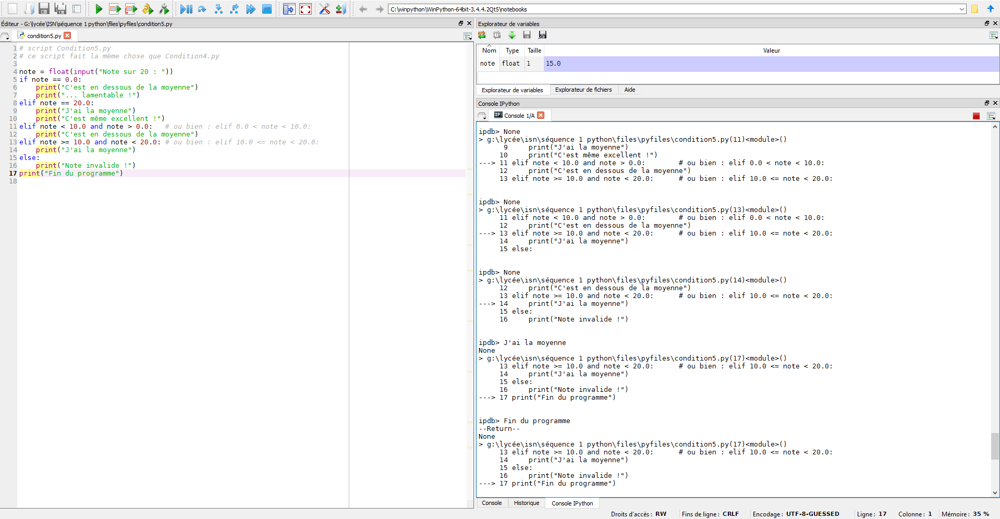 C:\winpython\WinPython-64bit-3.4.4.2Qt5\notebooks
Éditeur - G:\lycée\ISN\séquence 1 python\files\pyfiles\condition5.py
condition5.py
1 # script Condition5.py
2 # ce script fait la même chose que Condition4.py
3
4 note = float(input("Note sur 20 : "))
5 if note == 0.0:
6     print("C'est en dessous de la moyenne")
7     print("... lamentable !")
8 elif note == 20.0:
9     print("J'ai la moyenne")
10     print("C'est même excellent !")
11 elif note < 10.0 and note > 0.0:   # ou bien : elif 0.0 < note < 10.0:
12     print("C'est en dessous de la moyenne")
13 elif note >= 10.0 and note < 20.0: # ou bien : elif 10.0 <= note < 20.0:
14     print("J'ai la moyenne")
15 else:
16     print("Note invalide !")
17 print("Fin du programme")
18
Explorateur de variables
Nom Type Taille Valeur
note float 1 15.0
Explorateur de variables Explorateur de fichiers Aide
Console IPython
IP: Console 1/A
ipdb> None
> g:\lycée\isn\séquence 1 python\files\pyfiles\condition5.py(11)<module>()
      9     print("J'ai la moyenne")
     10     print("C'est même excellent !")
---> 11 elif note < 10.0 and note > 0.0:        # ou bien : elif 0.0 < note < 10.0:
     12     print("C'est en dessous de la moyenne")
     13 elif note >= 10.0 and note < 20.0:      # ou bien : elif 10.0 <= note < 20.0:
ipdb> None
> g:\lycée\isn\séquence 1 python\files\pyfiles\condition5.py(13)<module>()
     11 elif note < 10.0 and note > 0.0:        # ou bien : elif 0.0 < note < 10.0:
     12     print("C'est en dessous de la moyenne")
---> 13 elif note >= 10.0 and note < 20.0:      # ou bien : elif 10.0 <= note < 20.0:
     14     print("J'ai la moyenne")
     15 else:
ipdb> None
> g:\lycée\isn\séquence 1 python\files\pyfiles\condition5.py(14)<module>()
     12     print("C'est en dessous de la moyenne")
     13 elif note >= 10.0 and note < 20.0:      # ou bien : elif 10.0 <= note < 20.0:
---> 14     print("J'ai la moyenne")
     15 else:
     16     print("Note invalide !")
ipdb> J'ai la moyenne
None
> g:\lycée\isn\séquence 1 python\files\pyfiles\condition5.py(17)<module>()
     13 elif note >= 10.0 and note < 20.0:      # ou bien : elif 10.0 <= note < 20.0:
     14     print("J'ai la moyenne")
     15 else:
     16     print("Note invalide !")
---> 17 print("Fin du programme")
ipdb> Fin du programme
--Return--
None
> g:\lycée\isn\séquence 1 python\files\pyfiles\condition5.py(17)<module>()
     13 elif note >= 10.0 and note < 20.0:      # ou bien : elif 10.0 <= note < 20.0:
     14     print("J'ai la moyenne")
     15 else:
     16     print("Note invalide !")
---> 17 print("Fin du programme")
Console Historique Console IPython
Droits d'accès : RW Fins de ligne : CRLF Encodage : UTF-8-GUESSED Ligne : 17 Colonne : 1 Mémoire : 35 %